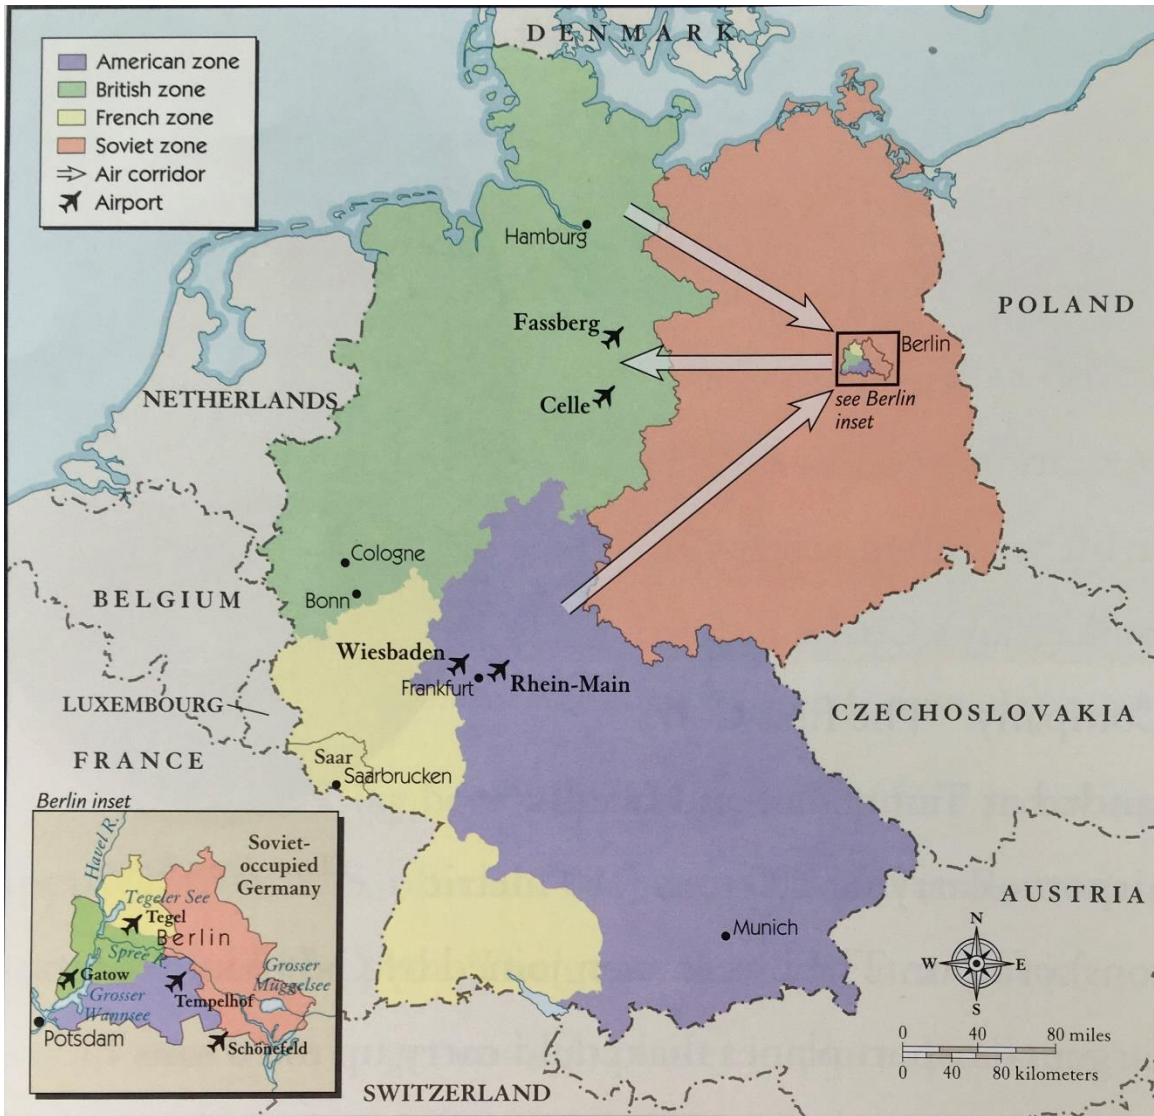 American zone
British zone
French zone
Soviet zone
Air corridor
Airport
DENMARK
Hamburg
POLAND
Fassberg
Berlin
NETHERLANDS
Celle
see Berlin
inset
Cologne
BELGIUM
Bonn
Wiesbaden
Frankfurt
Rhein-Main
LUXEMBOURG
CZECHOSLOVAKIA
FRANCE
Saar
Saarbrucken
Berlin inset
Havel R.
Soviet-
occupied
Germany
Tegeler See
Tegel
Berlin
Spree R.
Gatow
Grosser
Wannsee
Tempelhof
Grosser
Müggelsee
Potsdam
Schönefeld
AUSTRIA
Munich
N
W
E
S
0 40 80 miles
0 40 80 kilometers
SWITZERLAND